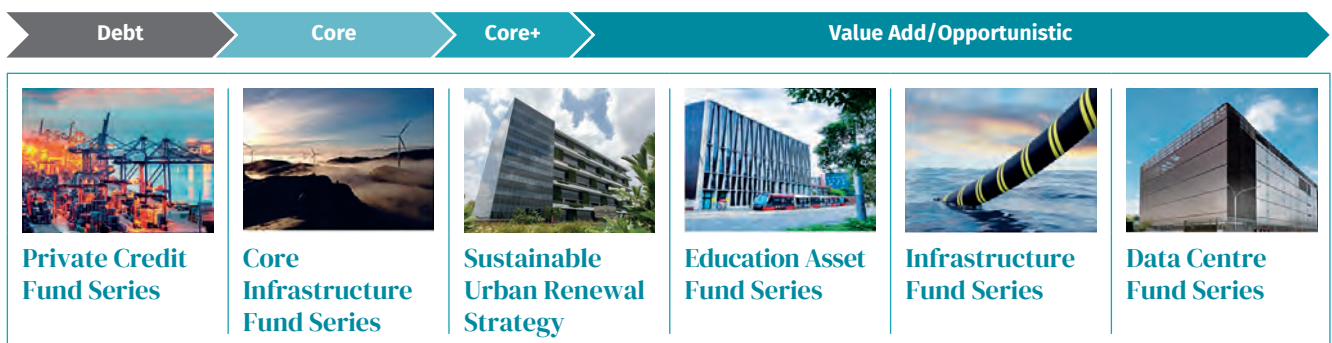 Debt
Core
Core+
Value Add/Opportunistic
Private Credit
Fund Series
Core
Infrastructure
Fund Series
Sustainable
Urban Renewal
Strategy
Education Asset
Fund Series
Infrastructure
Fund Series
Data Centre
Fund Series